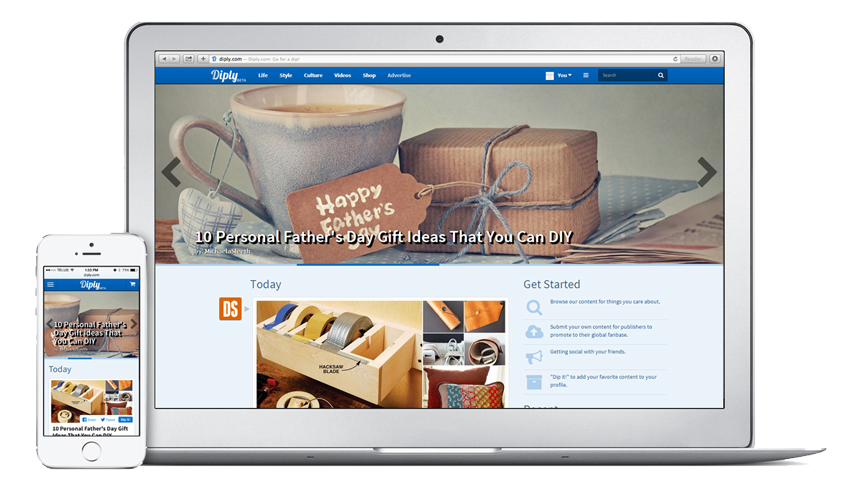 diply.com — Diply.com: Go for a dip!
Reader
Diply BETA
Life Style Culture Videos Shop Advertise
You
Search
Happy
Father's
Day
10 Personal Father's Day Gift Ideas That You Can DIY
by
Today
Get Started
DS
Browse our content for things you care about.
Submit your own content for publishers to
promote to their global fanbase.
Getting social with your friends.
"Dip It!" to add your favorite content to your
profile.
HACKSAW
BLADE
TELUS
1:33 PM
diply.com
Diply BETA
10 Personal Father's
Day Gift Ideas That
You Can DIY
Today
10 Personal Father's Day Gift
Ideas That You Can DIY